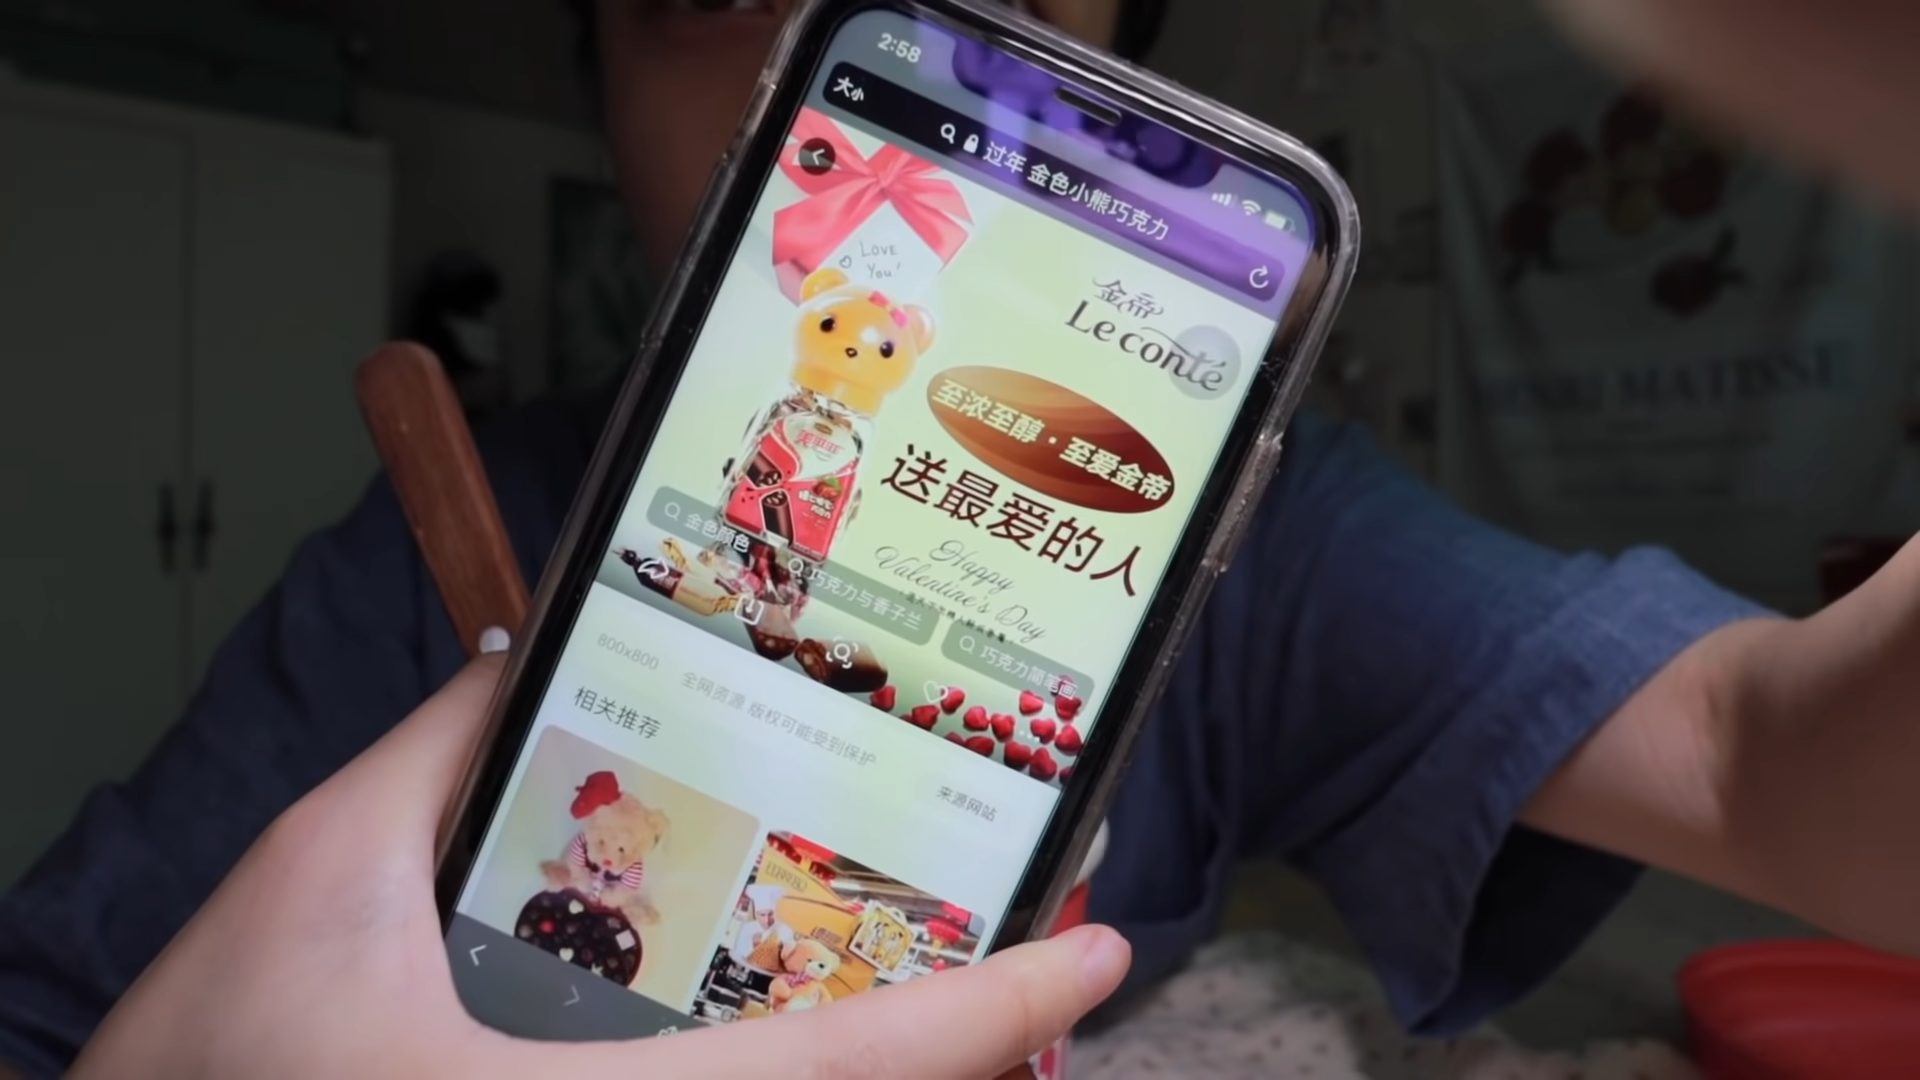 2:58
大小
过年 金色小熊巧克力
LOVE
You!
金帝
Le conté
至浓至醇·至爱金帝
送最爱的人
Happy
Valentine's Day
金色颜色
巧克力与香子兰
巧克力简笔画
800x800
全网资源 版权可能受到保护
相关推荐
来源网站
HENRI MATISSE